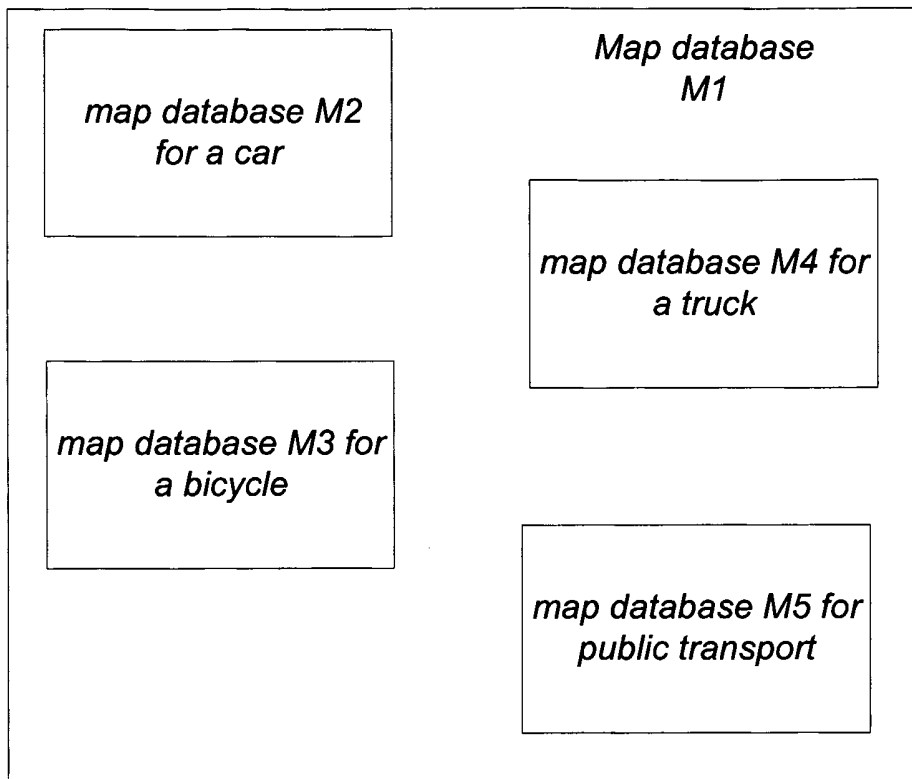 map database M2
for a car
Map database
M1
map database M4 for
a truck
map database M3 for
a bicycle
map database M5 for
public transport